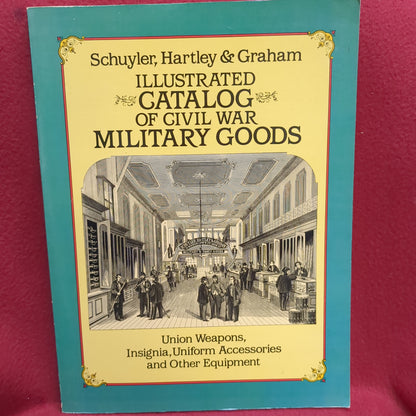 Schuyler, Hartley & Graham
ILLUSTRATED
CATALOG
OF CIVIL WAR
MILITARY GOODS
Union Weapons,
Insignia, Uniform Accessories
and Other Equipment